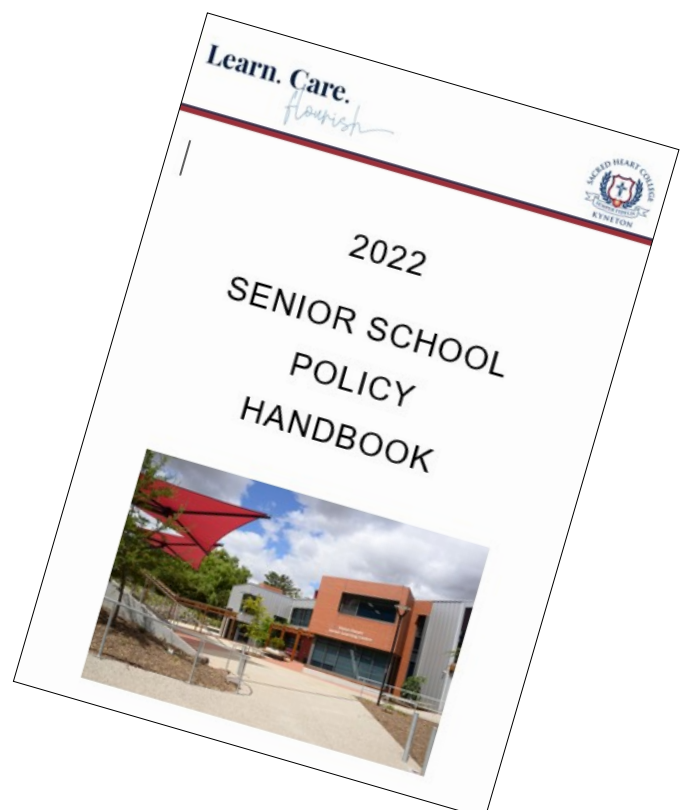 Learn. Care.
flourish
SACRED HEART COLLEGE
KYNETON
2022
SENIOR SCHOOL
POLICY
HANDBOOK